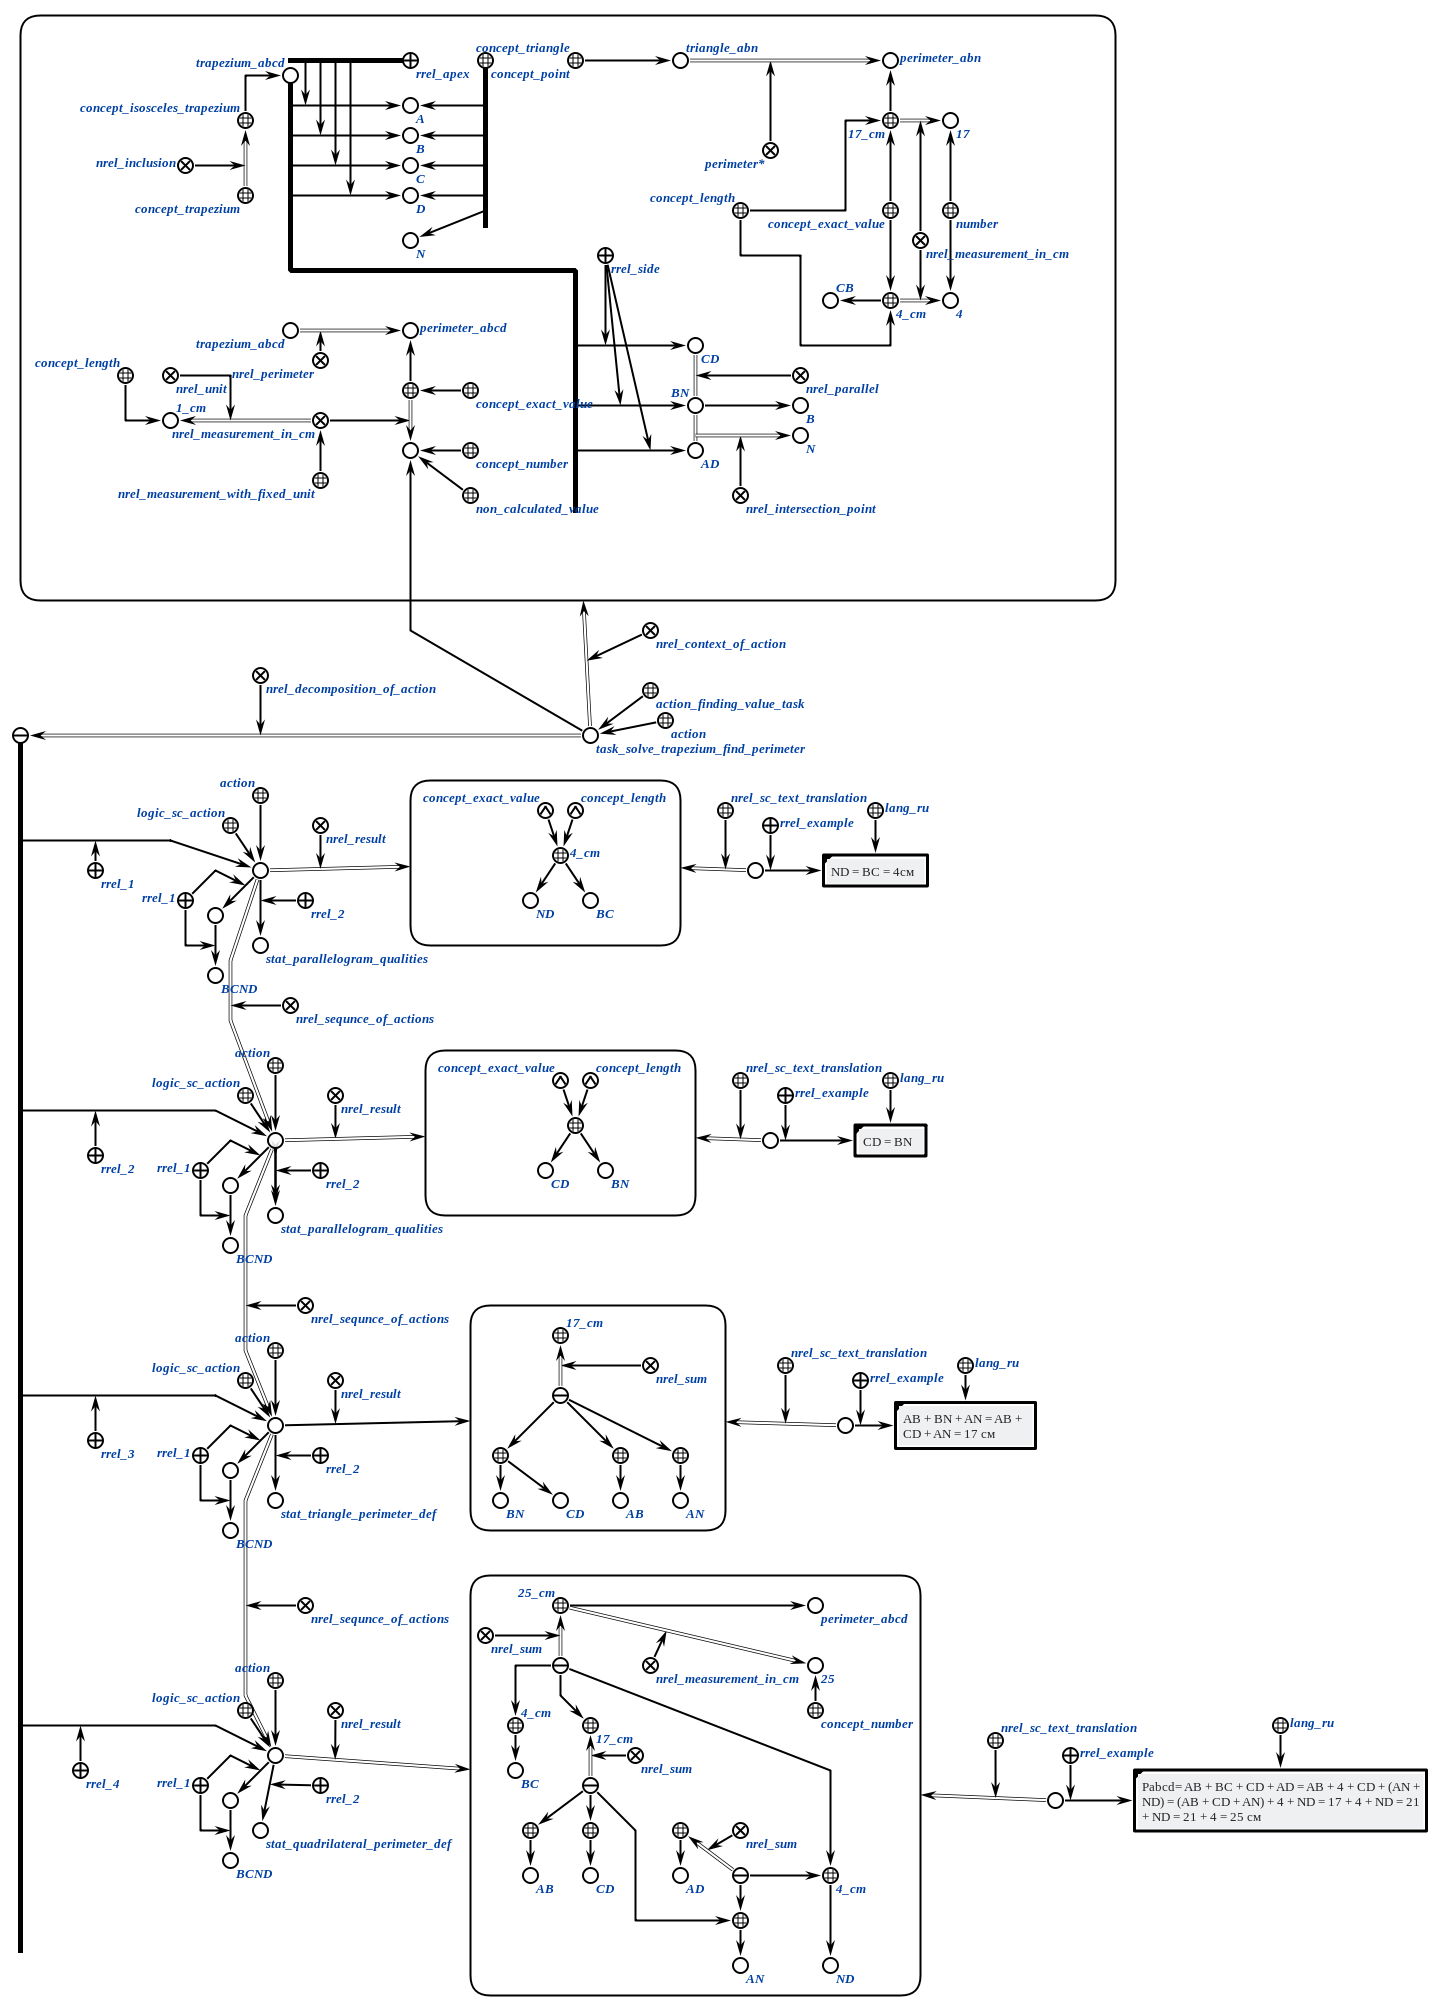 concept_triangle
triangle_abn
trapezium_abcd
perimeter_abn
rrel_apex
concept_point
concept_isosceles_trapezium
A
17_cm
17
B
nrel_inclusion
perimeter*
C
concept_length
concept_trapezium
D
concept_exact_value
number
N
nrel_measurement_in_cm
rrel_side
CB
4_cm
4
perimeter_abcd
trapezium_abcd
CD
concept_length
nrel_perimeter
nrel_unit
nrel_parallel
BN
1_cm
concept_exact_value
B
nrel_measurement_in_cm
N
concept_number
AD
nrel_measurement_with_fixed_unit
non_calculated_value
nrel_intersection_point
nrel_context_of_action
nrel_decomposition_of_action
action_finding_value_task
action
task_solve_trapezium_find_perimeter
action
concept_exact_value
concept_length
nrel_sc_text_translation
lang_ru
logic_sc_action
rrel_example
nrel_result
4_cm
ND = BC = 4см
rrel_1
rrel_1
rrel_2
ND
BC
stat_parallelogram_qualities
BCND
nrel_sequnce_of_actions
action
concept_exact_value
concept_length
nrel_sc_text_translation
lang_ru
logic_sc_action
rrel_example
nrel_result
CD = BN
rrel_2
rrel_1
rrel_2
CD
BN
stat_parallelogram_qualities
BCND
nrel_sequnce_of_actions
17_cm
action
nrel_sc_text_translation
lang_ru
logic_sc_action
nrel_sum
rrel_example
nrel_result
AB + BN + AN = AB +
CD + AN = 17 см
rrel_3
rrel_1
rrel_2
stat_triangle_perimeter_def
BN
CD
AB
AN
BCND
25_cm
nrel_sequnce_of_actions
perimeter_abcd
nrel_sum
action
nrel_measurement_in_cm
25
logic_sc_action
4_cm
nrel_result
concept_number
lang_ru
nrel_sc_text_translation
17_cm
rrel_example
nrel_sum
rrel_4
rrel_1
BC
rrel_2
Pabcd= AB + BC + CD + AD = AB + 4 + CD + (AN +
ND) = (AB + CD + AN) + 4 + ND = 17 + 4 + ND = 21
+ ND = 21 + 4 = 25 см
stat_quadrilateral_perimeter_def
nrel_sum
BCND
AB
CD
AD
4_cm
AN
ND